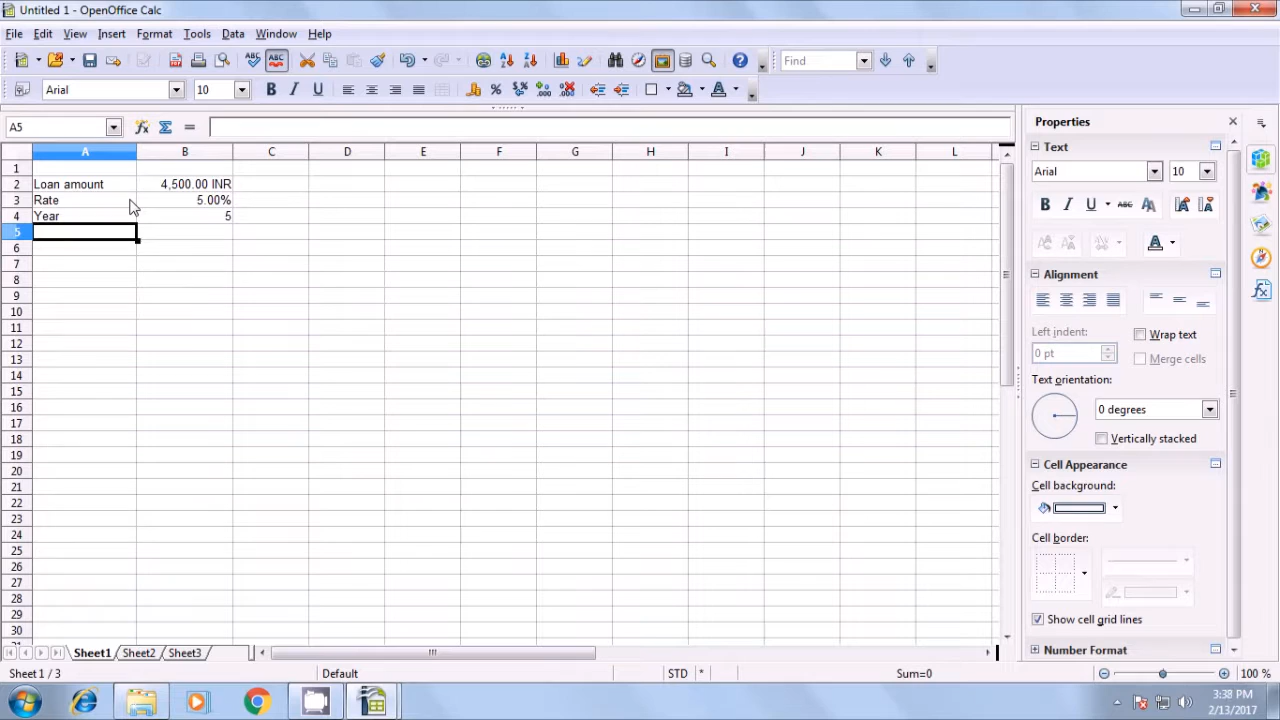 Untitled 1 - OpenOffice Calc
File Edit View Insert Format Tools Data Window Help
Find
Arial 10
A5
A B C D E F G H I J K L
1
2 Loan amount 4,500.00 INR
3 Rate 5.00%
4 Year 5
5
6
7
8
9
10
11
12
13
14
15
16
17
18
19
20
21
22
23
24
25
26
27
28
29
30
Sheet1 Sheet2 Sheet3
Sheet 1 / 3 Default STD * Sum=0 100 %
Properties
Text
Arial 10
Alignment
Left indent:
Wrap text
0 pt
Merge cells
Text orientation:
0 degrees
Vertically stacked
Cell Appearance
Cell background:
Cell border:
Show cell grid lines
Number Format
3:38 PM
2/13/2017